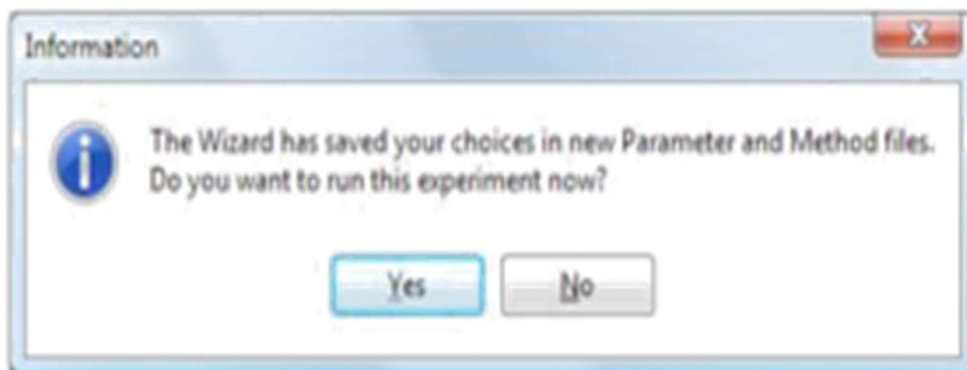 Information
The Wizard has saved your choices in new Parameter and Method files.
Do you want to run this experiment now?
Yes
No